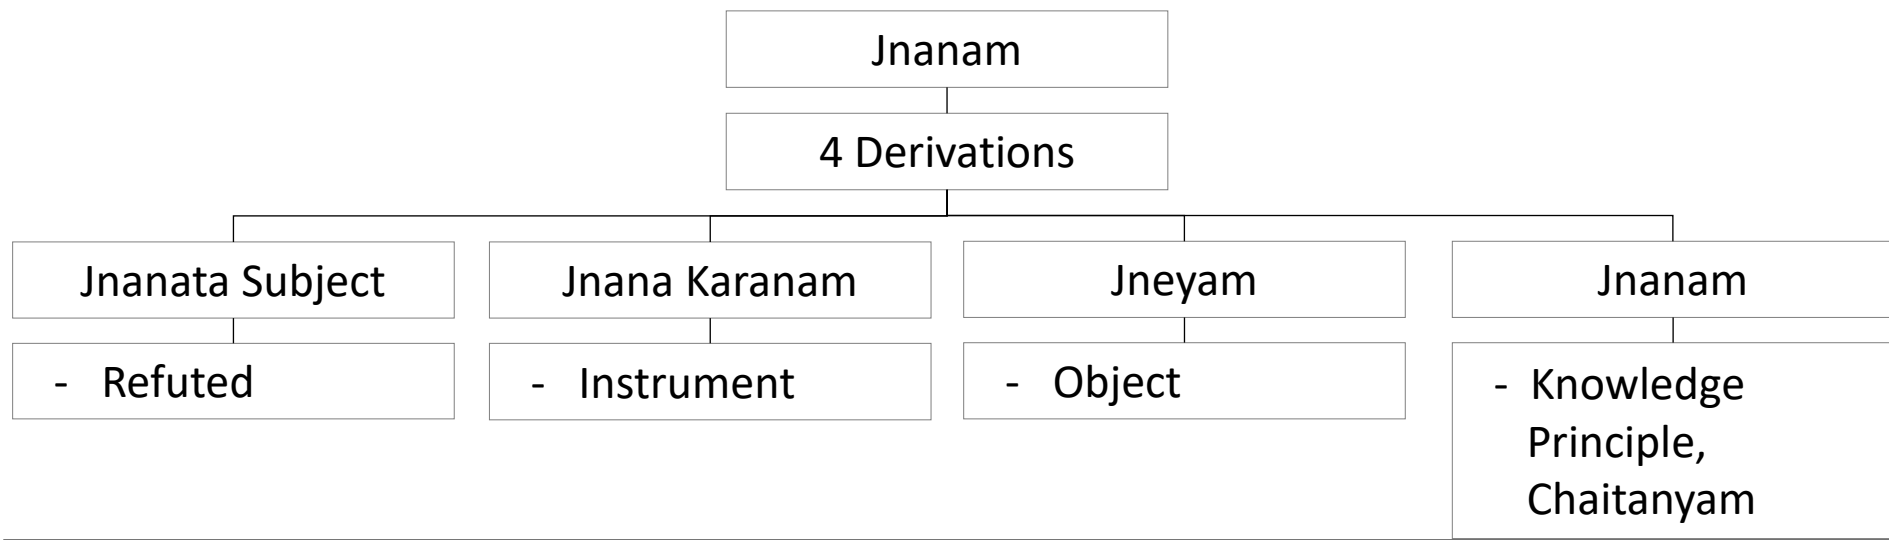 Jnanam
4 Derivations
Jnanata Subject
Jnana Karanam
Jneyam
Jnanam
- Refuted
- Instrument
- Object
- Knowledge
Principle,
Chaitanyam